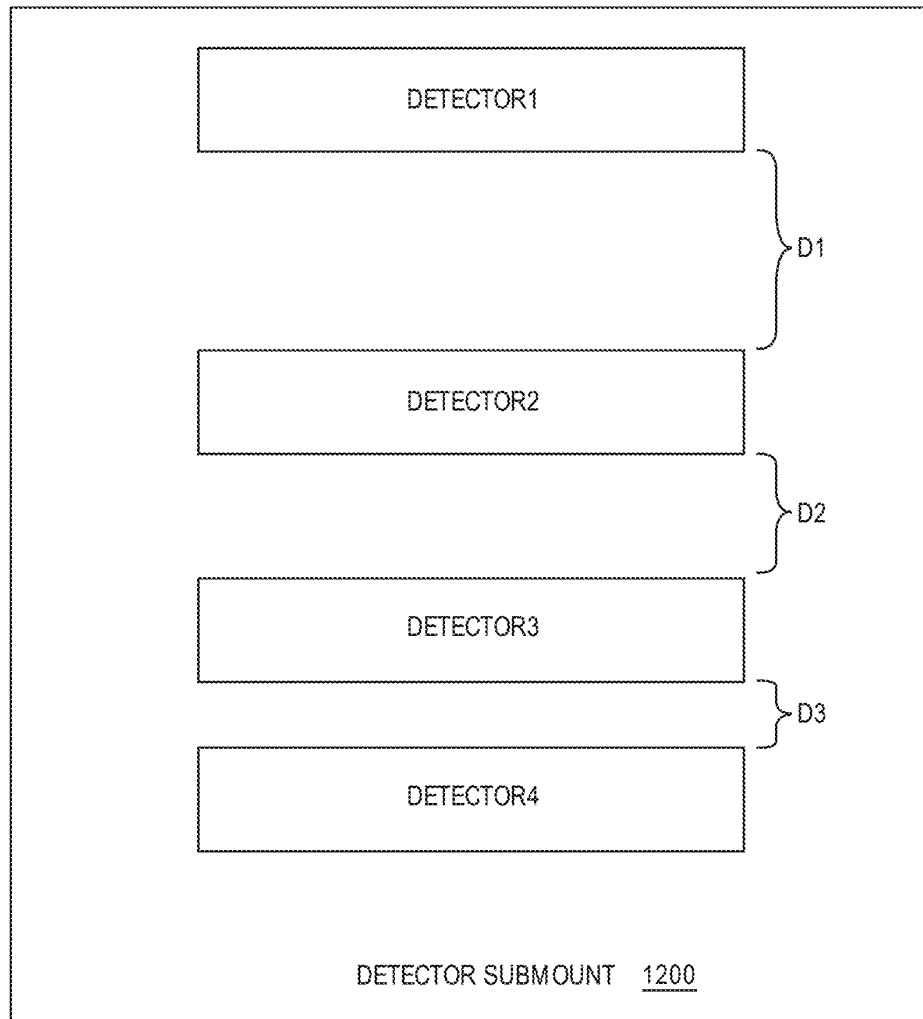 DETECTOR1
D1
DETECTOR2
D2
DETECTOR3
D3
DETECTOR4
DETECTOR SUBMOUNT 1200